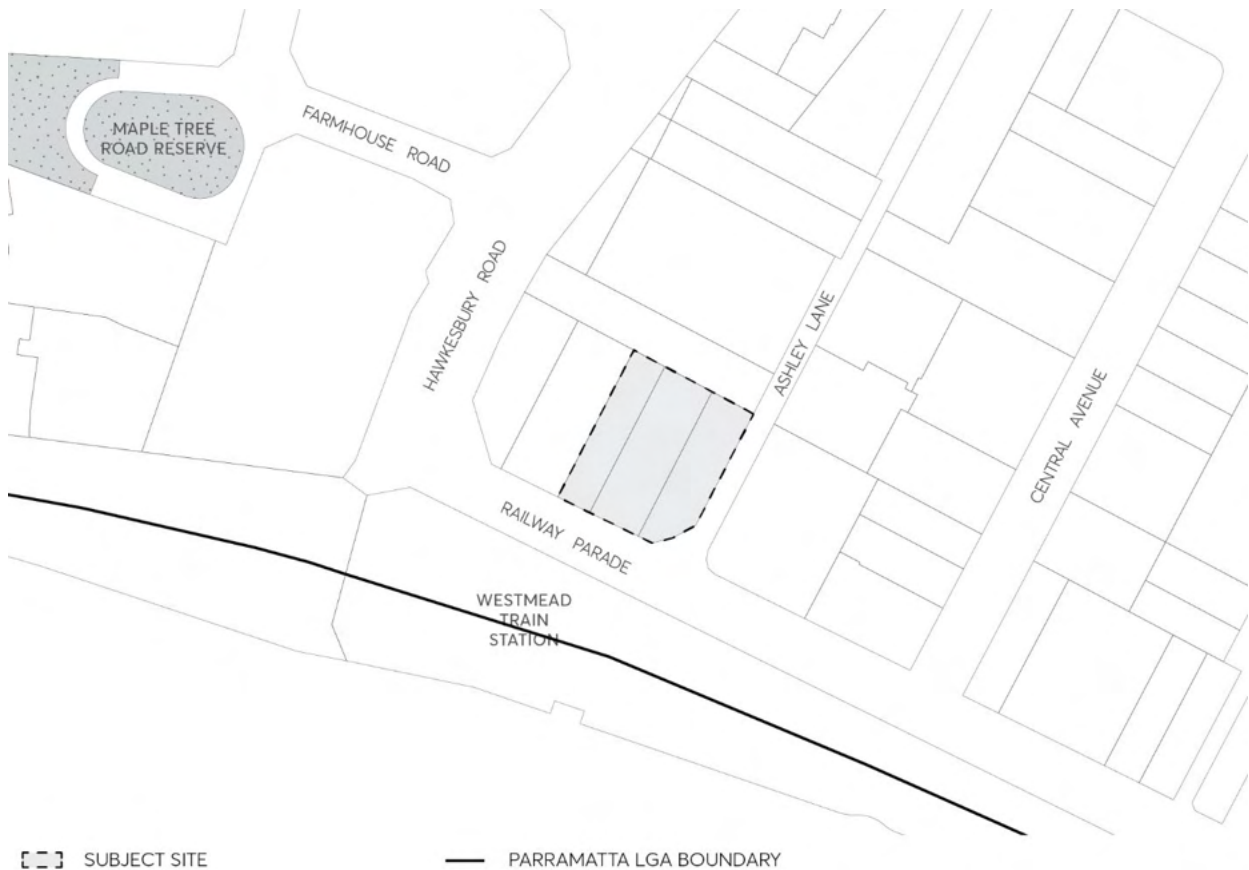 FARMHOUSE ROAD
MAPLE TREE
ROAD RESERVE
HAWKESBURY ROAD
ASHLEY LANE
CENTRAL AVENUE
RAILWAY PARADE
WESTMEAD
TRAIN
STATION
SUBJECT SITE
PARRAMATTA LGA BOUNDARY